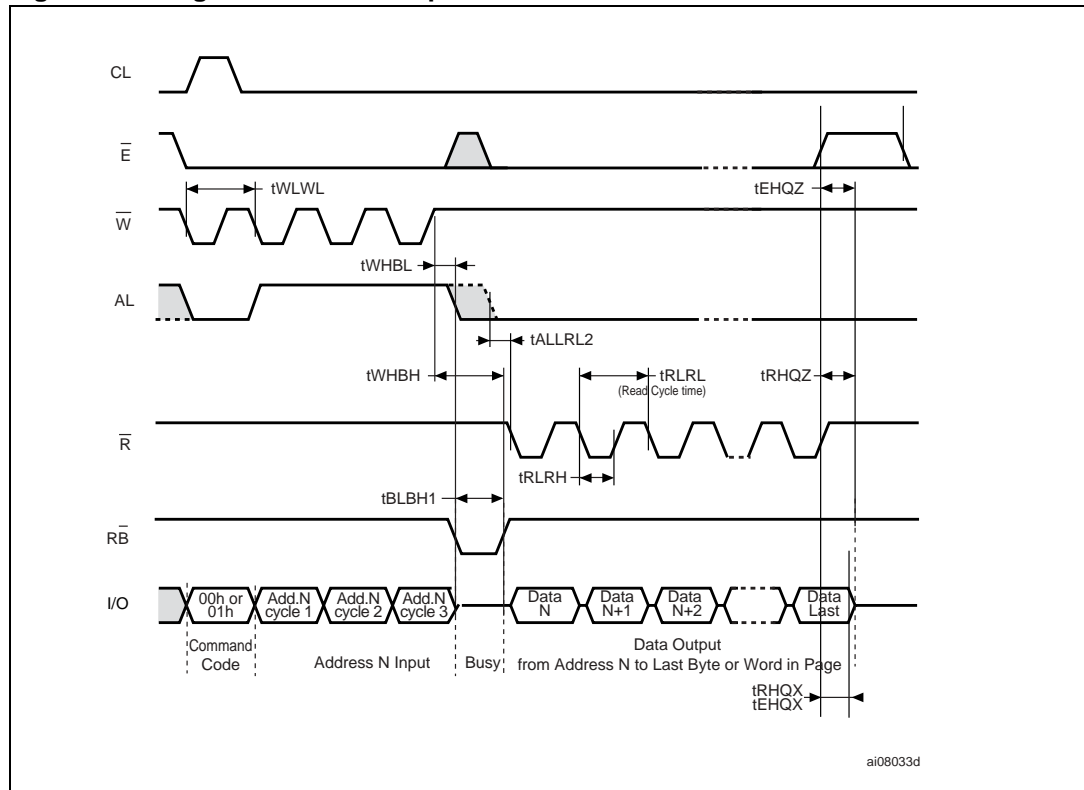 CL
E
tWLWL
tEHQZ
W
tWHBL
AL
tALLRL2
tWHBH
tRLRL
(Read Cycle time)
tRHQZ
R
tRLRH
tBLBH1
RB
I/O
00h or
01h
Add.N
cycle 1
Add.N
cycle 2
Add.N
cycle 3
Data
N
Data
N+1
Data
N+2
Data
Last
Command
Code
Address N Input
Busy
Data Output
from Address N to Last Byte or Word in Page
tRHQX
tEHQX
ai08033d